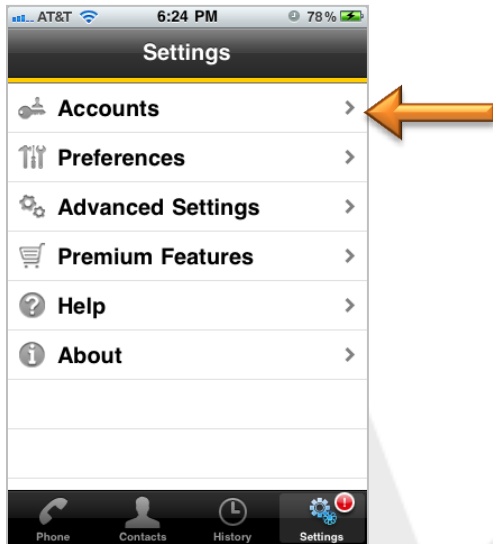 AT&T 6:24 PM 78%
Settings
Accounts
Preferences
Advanced Settings
Premium Features
Help
About
Phone Contacts History Settings